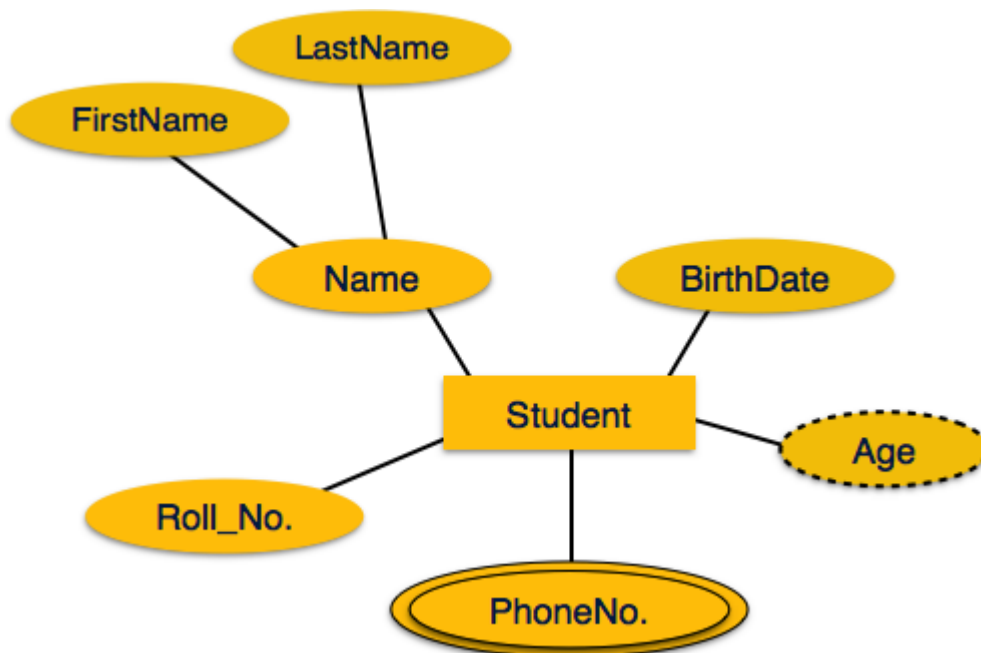 LastName
FirstName
Name
BirthDate
Student
Age
Roll_No.
PhoneNo.